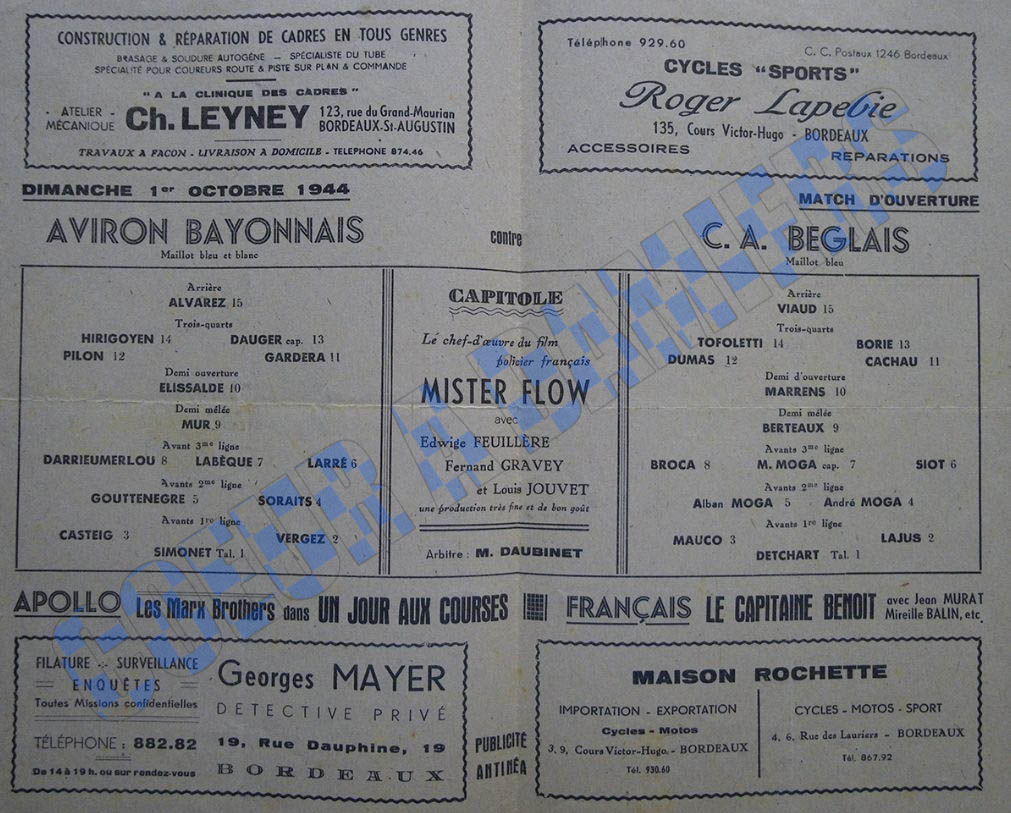 CONSTRUCTION & RÉPARATION DE CADRES EN TOUS GENRES
BRASAGE & SOUDURE AUTOGÈNE — SPÉCIALISTE DU TUBE
SPÉCIALITÉ POUR COUREURS ROUTE & PISTE SUR PLAN & COMMANDE
"A LA CLINIQUE DES CADRES"
· ATELIER · MÉCANIQUE Ch. LEYNEY 123, rue du Grand-Maurian
BORDEAUX-St-AUGUSTIN
TRAVAUX A FAÇON - LIVRAISON A DOMICILE - TELEPHONE 874.46
Téléphone 929.60
C. C. Postaux 1246 Bordeaux
CYCLES "SPORTS"
Roger Lapebie
135, Cours Victor-Hugo - BORDEAUX
ACCESSOIRES
REPARATIONS
DIMANCHE 1er OCTOBRE 1944
MATCH D'OUVERTURE
AVIRON BAYONNAIS contre C. A. BEGLAIS
Maillot bleu et blanc
Maillot bleu
Arrière
ALVAREZ 15
Trois-quarts
HIRIGOYEN 14 DAUGER cap. 13
PILON 12 GARDERA 11
Demi ouverture
ELISSALDE 10
Demi mêlée
MUR 9
Avant 3me ligne
DARRIEUMERLOU 8 LABÈQUE 7 LARRÉ 6
Avants 2me ligne
GOUTTENEGRE 5 SORAITS 4
Avants 1re ligne
CASTEIG 3 VERGEZ 2
SIMONET Tal. 1
CAPITOLE
Le chef-d'œuvre du film
policier français
MISTER FLOW
avec
Edwige FEUILLÈRE
Fernand GRAVEY
et Louis JOUVET
une production très fine et de bon goût
Arbitre : M. DAUBINET
Arrière
VIAUD 15
Trois-quarts
TOFOLETTI 14 BORIE 13
DUMAS 12 CACHAU 11
Demi d'ouverture
MARRENS 10
Demi mêlée
BERTEAUX 9
Avants 3me ligne
BROCA 8 M. MOGA cap. 7 SIOT 6
Avants 2me ligne
Alban MOGA 5 André MOGA 4
Avants 1re ligne
MAUCO 3 LAJUS 2
DETCHART Tal. 1
APOLLO Les Marx Brothers dans UN JOUR AUX COURSES
FRANÇAIS LE CAPITAINE BENOIT avec Jean MURAT
Mireille BALIN, etc.
FILATURE -:- SURVEILLANCE
ENQUÊTES
Toutes Missions confidentielles
TÉLÉPHONE : 882.82
De 14 à 19 h. ou sur rendez-vous
Georges MAYER
DETECTIVE PRIVÉ
19, Rue Dauphine, 19
BORDEAUX
PUBLICITE
ANTINÉA
MAISON ROCHETTE
IMPORTATION - EXPORTATION
Cycles - Motos
3, 9, Cours Victor-Hugo - BORDEAUX
Tél. 930.60
CYCLES - MOTOS - SPORT
4, 6, Rue des Lauriers - BORDEAUX
Tél. 867.92
COEUR A DAMIERS